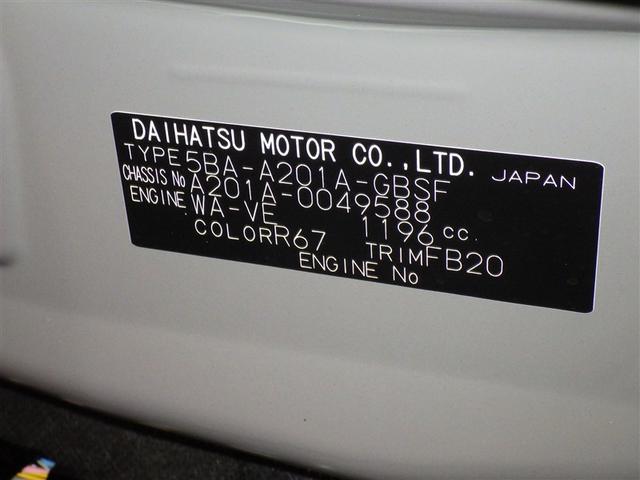 DAIHATSU MOTOR CO.,LTD. JAPAN
TYPE 5BA-A201A-GBSF
CHASSIS No A201A-0049588
ENGINE WA-VE 1196 cc.
COLOR R67 TRIM FB20
ENGINE No